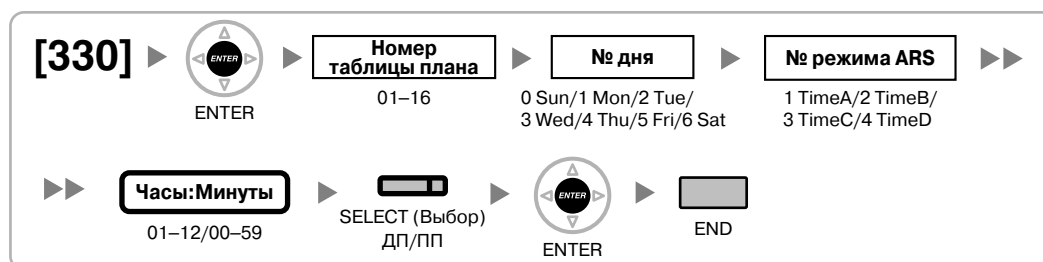 [330]
ENTER
ENTER
Номер
таблицы плана
01–16
№ дня
0 Sun/1 Mon/2 Tue/
3 Wed/4 Thu/5 Fri/6 Sat
№ режима ARS
1 TimeA/2 TimeB/
3 TimeC/4 TimeD
Часы:Минуты
01–12/00–59
SELECT (Выбор)
ДП/ПП
ENTER
ENTER
END